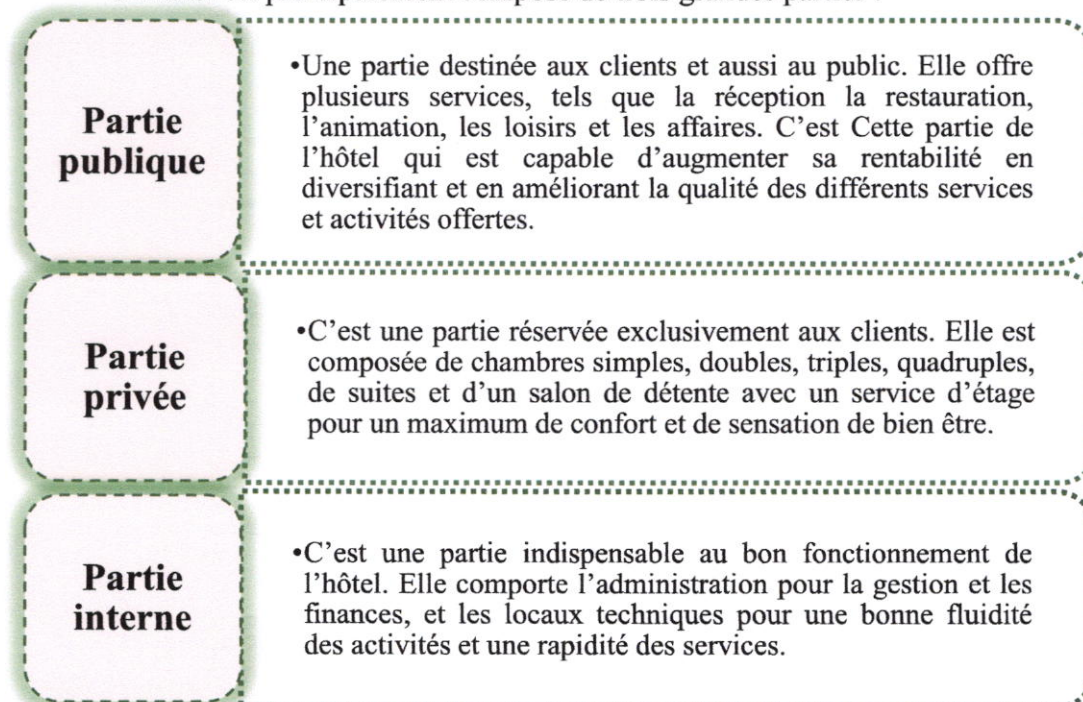 Partie
publique
•Une partie destinée aux clients et aussi au public. Elle offre
plusieurs services, tels que la réception la restauration,
l’animation, les loisirs et les affaires. C’est Cette partie de
l’hôtel qui est capable d’augmenter sa rentabilité en
diversifiant et en améliorant la qualité des différents services
et activités offertes.
Partie
privée
•C’est une partie réservée exclusivement aux clients. Elle est
composée de chambres simples, doubles, triples, quadruples,
de suites et d’un salon de détente avec un service d’étage
pour un maximum de confort et de sensation de bien être.
Partie
interne
•C’est une partie indispensable au bon fonctionnement de
l’hôtel. Elle comporte l’administration pour la gestion et les
finances, et les locaux techniques pour une bonne fluidité
des activités et une rapidité des services.